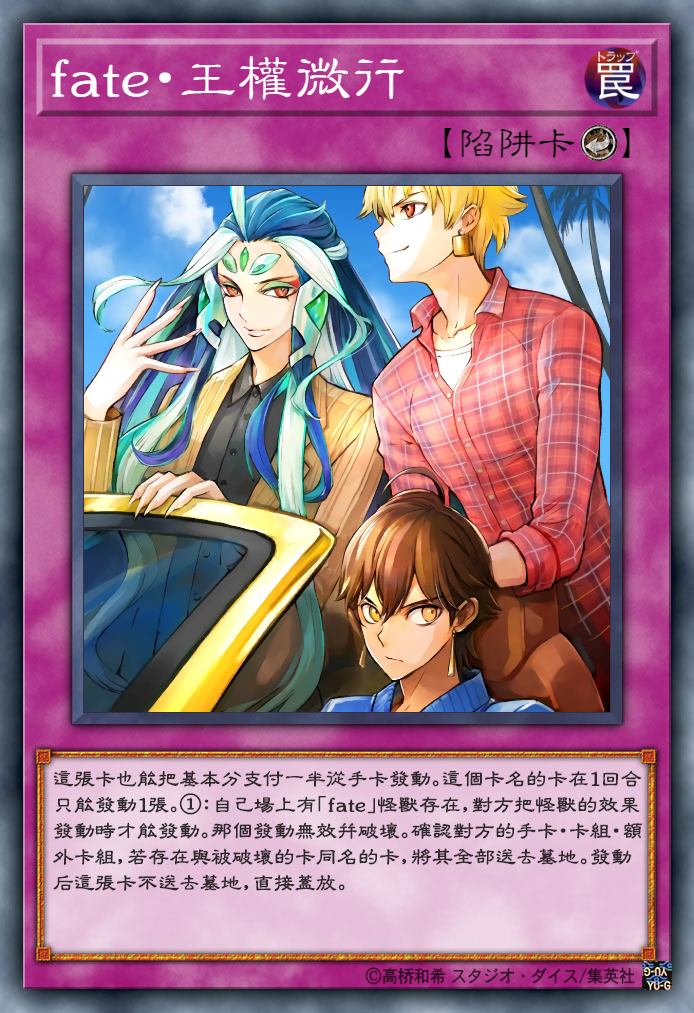 fate・王權微行
トラップ
罠
【陷阱卡】
這張卡也能把基本分支付一半從手卡發動。這個卡名的卡在1回合
只能發動1張。①：自己場上有「fate」怪獸存在，對方把怪獸的效果
發動時才能發動。那個發動無效并破壞。確認對方的手卡・卡組・額
外卡組，若存在與被破壞的卡同名的卡，將其全部送去墓地。發動
后這張卡不送去墓地，直接蓋放。
©高桥和希 スタジオ・ダイス/集英社
YU-G
YU-G